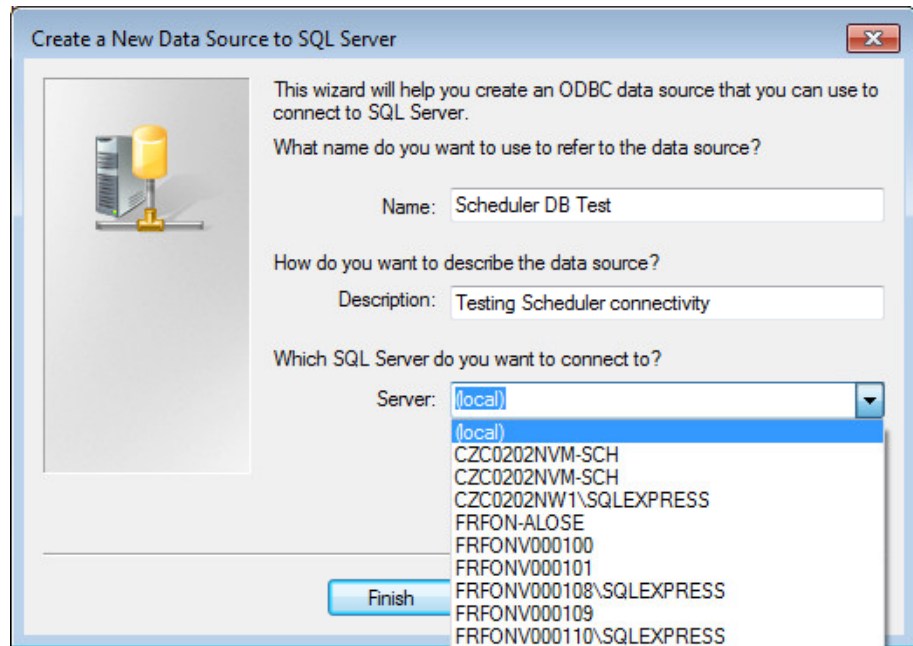 Create a New Data Source to SQL Server
This wizard will help you create an ODBC data source that you can use to
connect to SQL Server.
What name do you want to use to refer to the data source?
Name: Scheduler DB Test
How do you want to describe the data source?
Description: Testing Scheduler connectivity
Which SQL Server do you want to connect to?
Server: (local)
(local)
CZC0202NVM-SCH
CZC0202NVM-SCH
CZC0202NW1\SQLEXPRESS
FRFON-ALOSE
FRFONV000100
FRFONV000101
FRFONV000108\SQLEXPRESS
FRFONV000109
FRFONV000110\SQLEXPRESS
Finish